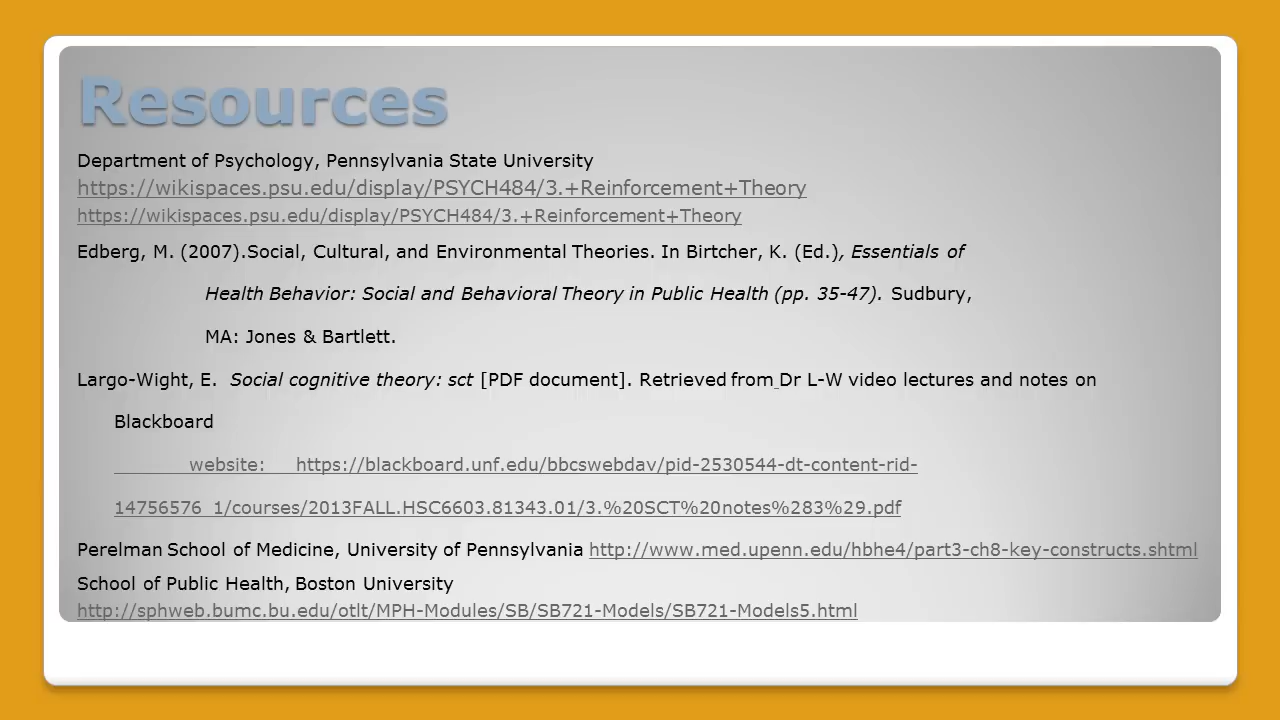 Resources
Department of Psychology, Pennsylvania State University
https://wikispaces.psu.edu/display/PSYCH484/3.+Reinforcement+Theory
https://wikispaces.psu.edu/display/PSYCH484/3.+Reinforcement+Theory
Edberg, M. (2007).Social, Cultural, and Environmental Theories. In Birtcher, K. (Ed.), Essentials of
Health Behavior: Social and Behavioral Theory in Public Health (pp. 35-47). Sudbury,
MA: Jones & Bartlett.
Largo-Wight, E. Social cognitive theory: sct [PDF document]. Retrieved from Dr L-W video lectures and notes on
Blackboard
website: https://blackboard.unf.edu/bbcswebdav/pid-2530544-dt-content-rid-
14756576_1/courses/2013FALL.HSC6603.81343.01/3.%20SCT%20notes%283%29.pdf
Perelman School of Medicine, University of Pennsylvania http://www.med.upenn.edu/hbhe4/part3-ch8-key-constructs.shtml
School of Public Health, Boston University
http://sphweb.bumc.bu.edu/otlt/MPH-Modules/SB/SB721-Models/SB721-Models5.html